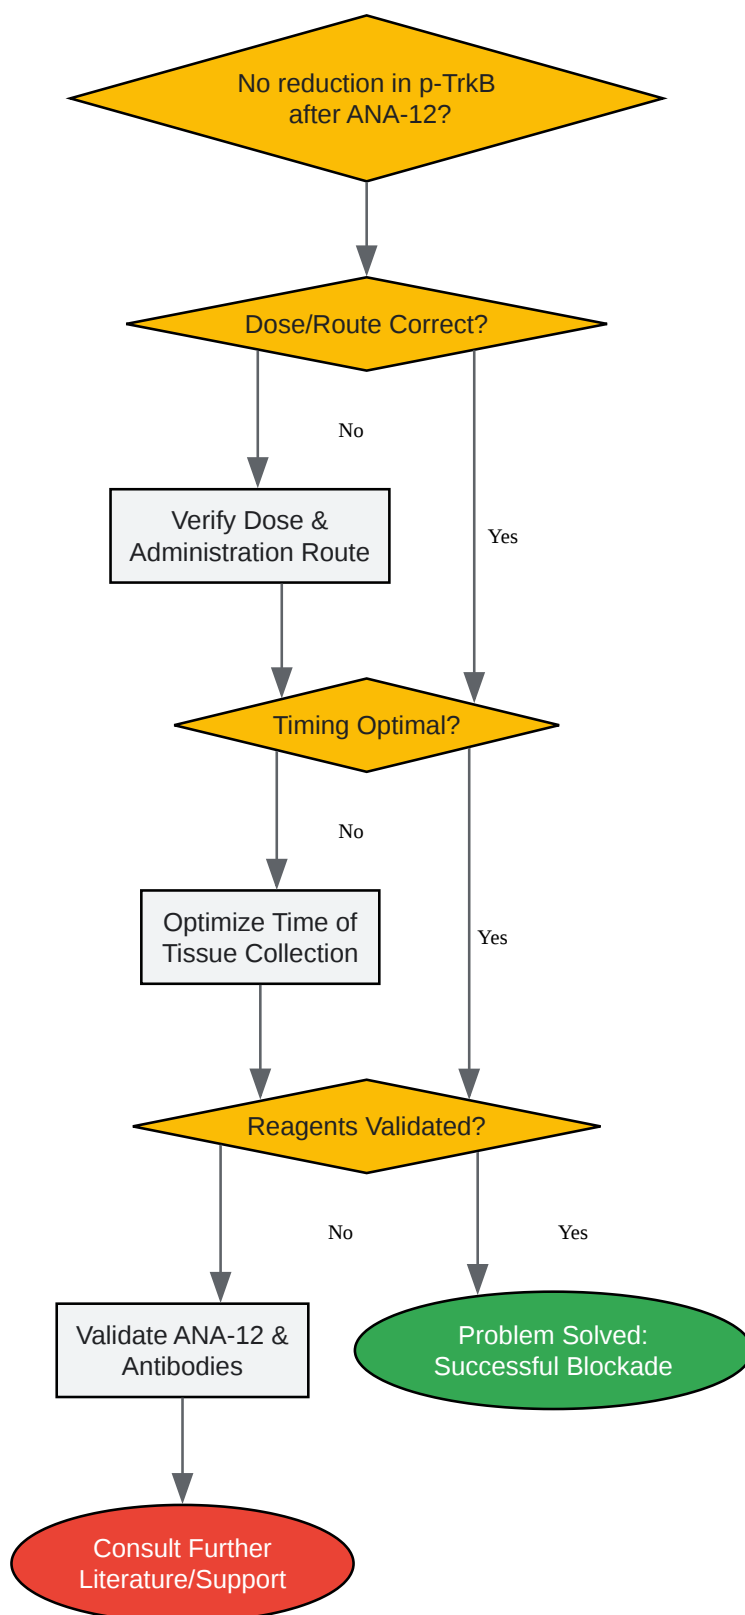 No reduction in p-TrkB
after ANA-12?
Dose/Route Correct?
No
Verify Dose &
Administration Route
Yes
Timing Optimal?
No
Optimize Time of
Tissue Collection
Yes
Reagents Validated?
No
Yes
Validate ANA-12 &
Antibodies
Problem Solved:
Successful Blockade
Consult Further
Literature/Support